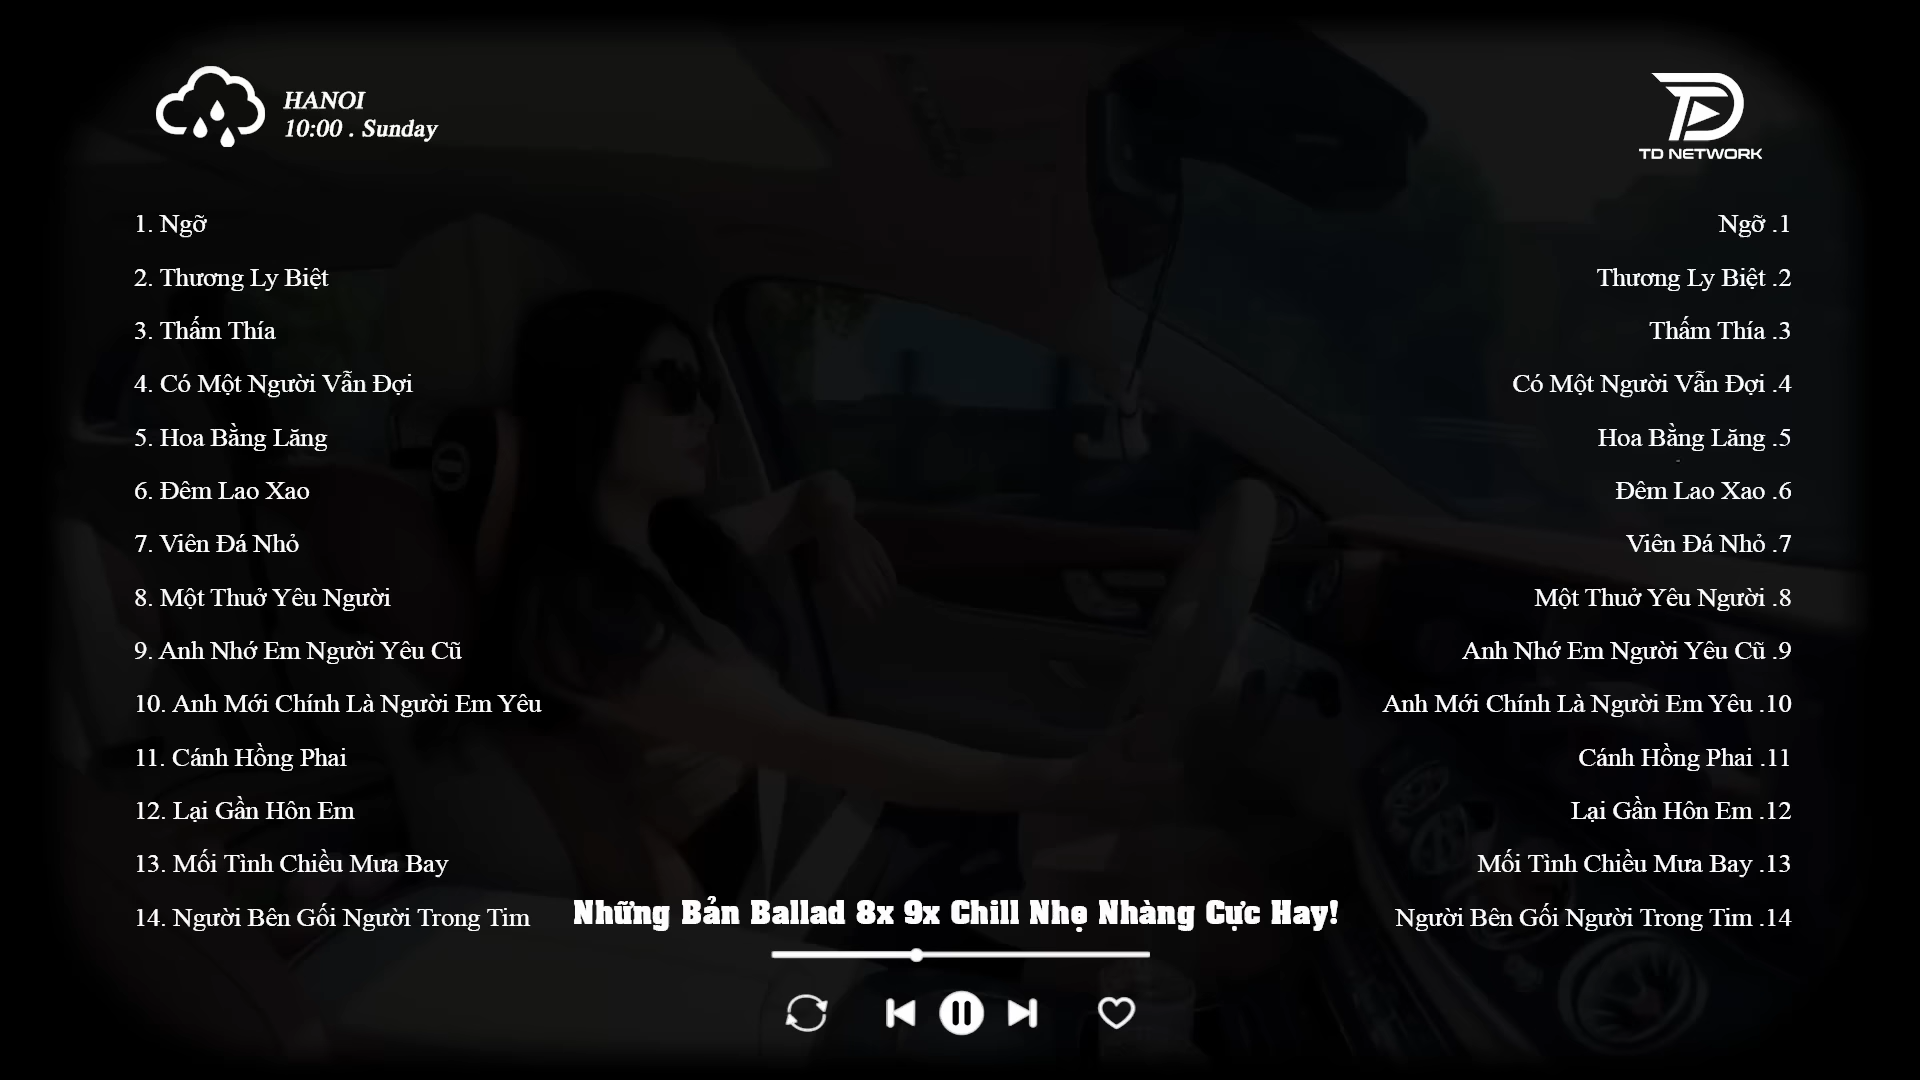 HANOI
10:00 . Sunday
TD NETWORK
1. Ngỡ
2. Thương Ly Biệt
3. Thấm Thía
4. Có Một Người Vẫn Đợi
5. Hoa Bằng Lăng
6. Đêm Lao Xao
7. Viên Đá Nhỏ
8. Một Thuở Yêu Người
9. Anh Nhớ Em Người Yêu Cũ
10. Anh Mới Chính Là Người Em Yêu
11. Cánh Hồng Phai
12. Lại Gần Hôn Em
13. Mối Tình Chiều Mưa Bay
14. Người Bên Gối Người Trong Tim
Ngỡ .1
Thương Ly Biệt .2
Thấm Thía .3
Có Một Người Vẫn Đợi .4
Hoa Bằng Lăng .5
Đêm Lao Xao .6
Viên Đá Nhỏ .7
Một Thuở Yêu Người .8
Anh Nhớ Em Người Yêu Cũ .9
Anh Mới Chính Là Người Em Yêu .10
Cánh Hồng Phai .11
Lại Gần Hôn Em .12
Mối Tình Chiều Mưa Bay .13
Người Bên Gối Người Trong Tim .14
Những Bản Ballad 8x 9x Chill Nhẹ Nhàng Cực Hay!